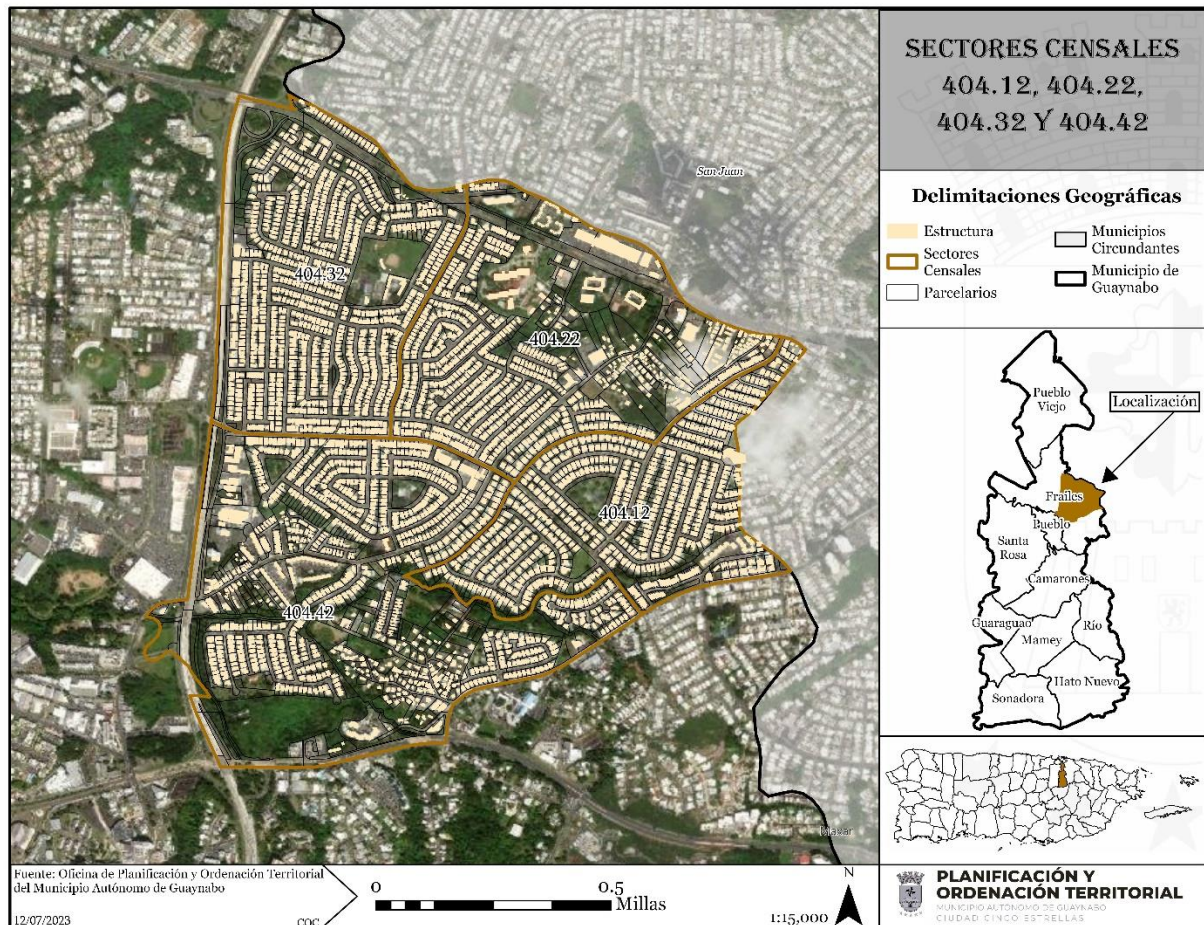 SECTORES CENSALES
404.12, 404.22,
404.32 Y 404.42
Delimitaciones Geográficas
Estructura
Sectores
Censales
Parcelarios
Municipios
Circundantes
Municipio de
Guaynabo
San Juan
404.32
404.22
404.12
404.42
Pueblo
Viejo
Localización
Frailes
Pueblo
Santa
Rosa
Camarones
Guaraguao
Río
Mamey
Hato Nuevo
Sonadora
Fuente: Oficina de Planificación y Ordenación Territorial
del Municipio Autónomo de Guaynabo
12/07/2023
COC
0
0.5
Millas
1:15,000
N
PLANIFICACIÓN Y
ORDENACIÓN TERRITORIAL
MUNICIPIO AUTÓNOMO DE GUAYNABO
CIUDAD CINCO ESTRELLAS